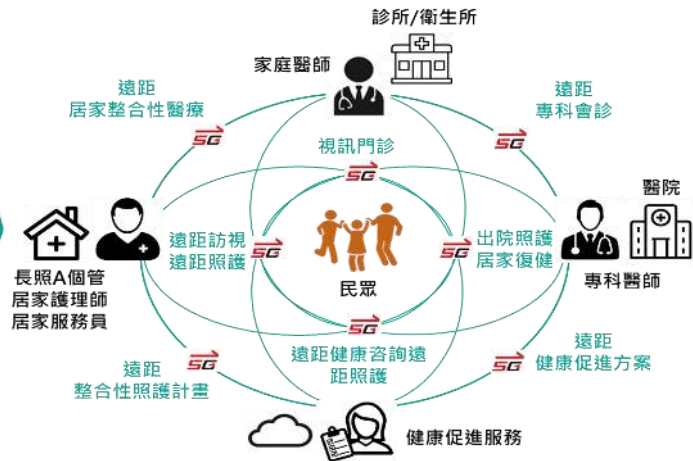 診所/衛生所
家庭醫師
遠距
居家整合性醫療
遠距
專科會診
5G
5G
視訊門診
5G
醫院
遠距訪視
遠距照護
5G
5G
出院照護
居家復健
長照A個管
居家護理師
居家服務員
民眾
專科醫師
5G
遠距健康咨詢遠
距照護
5G
5G
遠距
整合性照護計畫
遠距
健康促進方案
健康促進服務